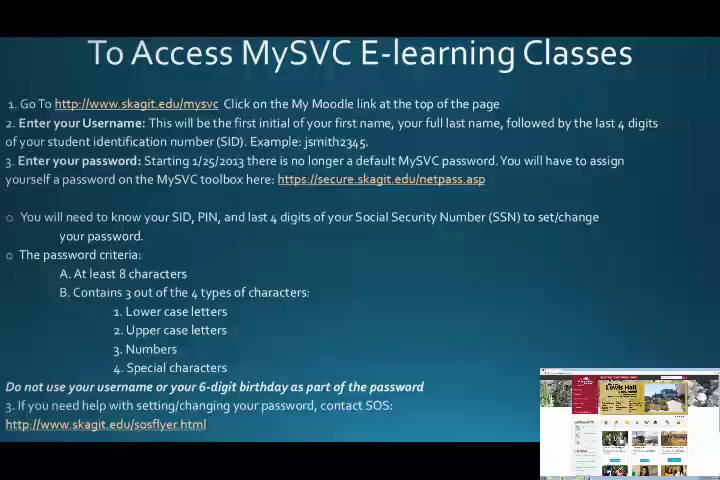 To Access MySVC E-learning Classes
1. Go To http://www.skagit.edu/mysvc Click on the My Moodle link at the top of the page
2. Enter your Username: This will be the first initial of your first name, your full last name, followed by the last 4 digits
of your student identification number (SID). Example: jsmith2345.
3. Enter your password: Starting 1/25/2013 there is no longer a default MySVC password. You will have to assign
yourself a password on the MySVC toolbox here: https://secure.skagit.edu/netpass.asp
o You will need to know your SID, PIN, and last 4 digits of your Social Security Number (SSN) to set/change
your password.
o The password criteria:
A. At least 8 characters
B. Contains 3 out of the 4 types of characters:
1. Lower case letters
2. Upper case letters
3. Numbers
4. Special characters
Do not use your username or your 6-digit birthday as part of the password
3. If you need help with setting/changing your password, contact SOS:
http://www.skagit.edu/sosflyer.html
Lewis Hall